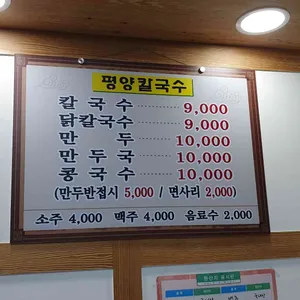 평양칼국수
칼국수 9,000
닭칼국수 9,000
만두 10,000
만두국 10,000
콩국수 10,000
(만두반접시 5,000 / 면사리 2,000)
소주 4,000 맥주 4,000 음료수 2,000